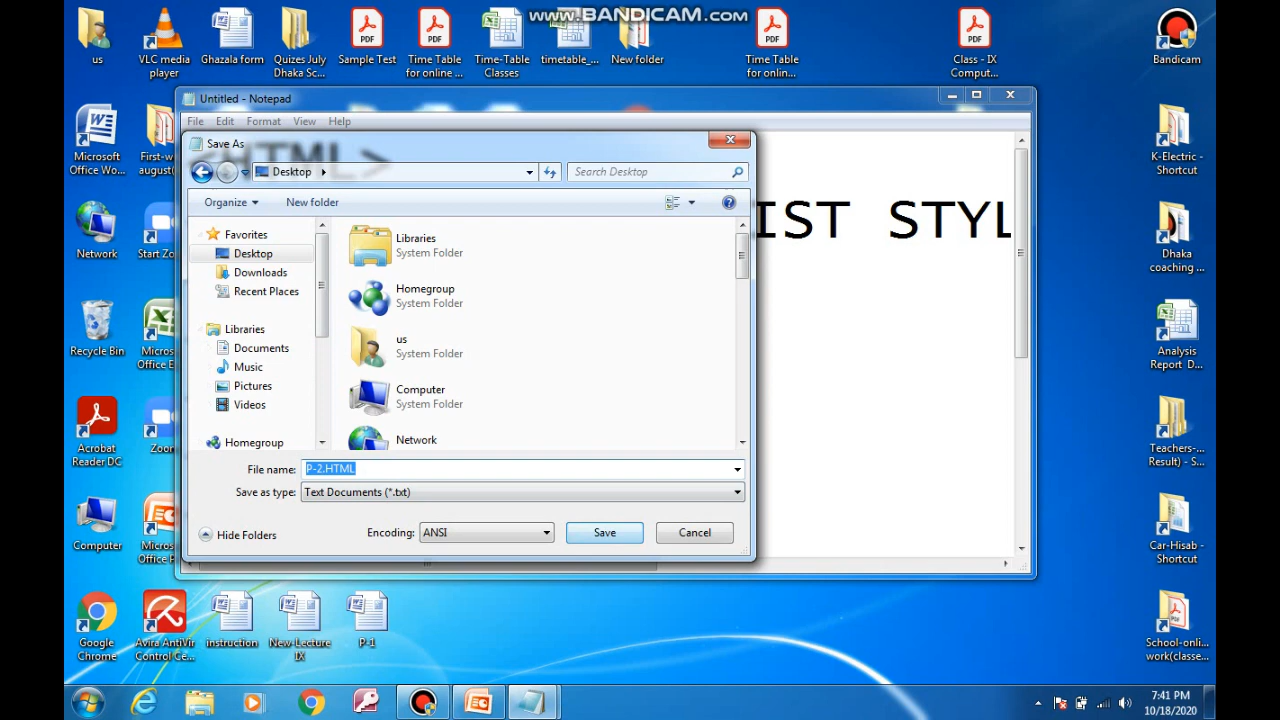 www.BANDICAM.com
us
VLC media
player
Ghazala form
Quizes July
Dhaka Sc...
Sample Test
Time Table
for online ...
Time-Table
Classes
timetable_...
New folder
Time Table
for onlin...
Class - IX
Comput...
Bandicam
Microsoft
Office Wo...
First-w
august(
K-Electric -
Shortcut
Network
Start Zo
Dhaka
coaching ...
Recycle Bin
Micros
Office E
Analysis
Report D...
Acrobat
Reader DC
Zoor
Teachers-...
Result) - S...
Computer
Micros
Office P
Car-Hisab -
Shortcut
Google
Chrome
Avira AntiVir
Control Ce...
instruction
New-Lecture
IX
P-1
School-onli...
work(classe...
Untitled - Notepad
File Edit Format View Help
<HTML>
IST STYL
Save As
Desktop
Search Desktop
Organize
New folder
Favorites
Desktop
Downloads
Recent Places
Libraries
Documents
Music
Pictures
Videos
Homegroup
Libraries
System Folder
Homegroup
System Folder
us
System Folder
Computer
System Folder
Network
File name: P-2.HTML
Save as type: Text Documents (*.txt)
Hide Folders
Encoding: ANSI
Save
Cancel
7:41 PM
10/18/2020